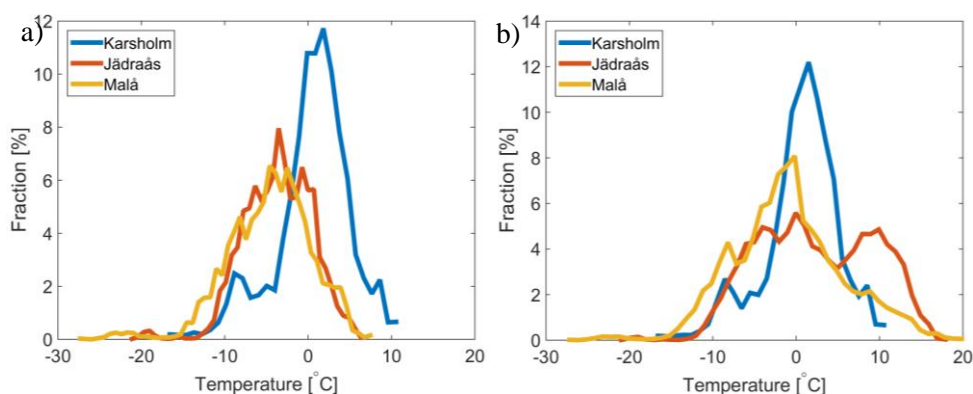 a)
Karsholm
Jädraås
Malå
Fraction [%]
12
10
8
6
4
2
0
-30
-20
-10
0
10
20
Temperature [°C]
b)
Karsholm
Jädraås
Malå
Fraction [%]
14
12
10
8
6
4
2
0
-30
-20
-10
0
10
20
Temperature [°C]